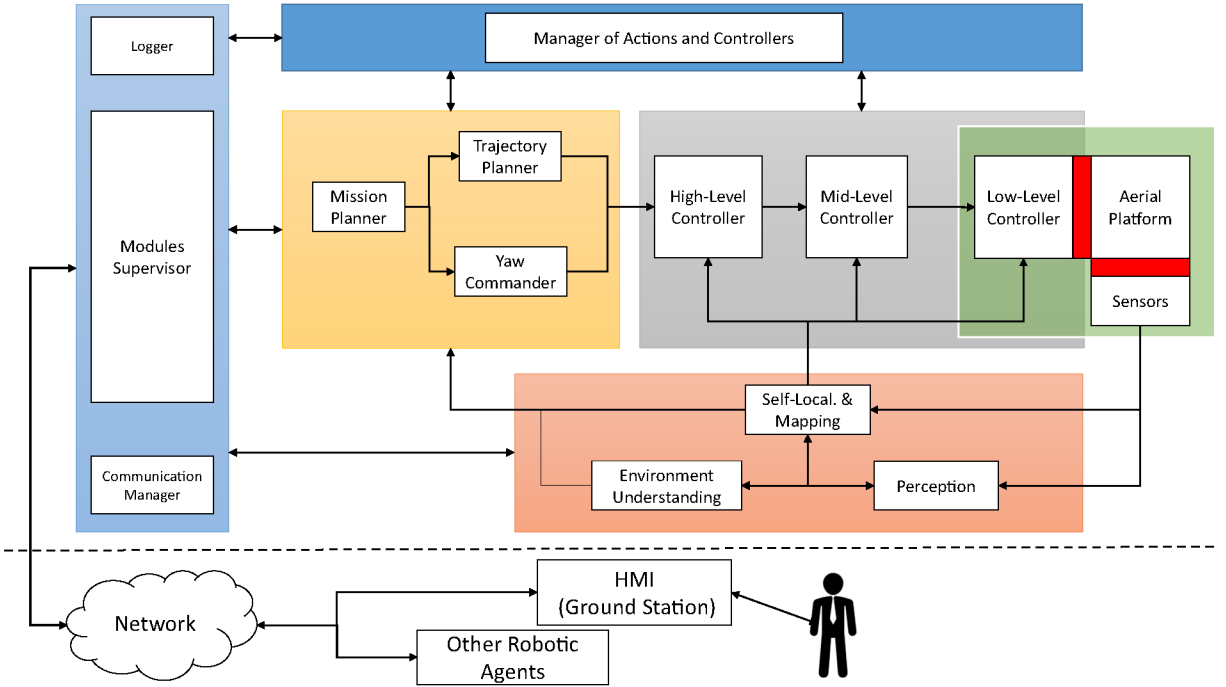 Logger
Manager of Actions and Controllers
Modules
Supervisor
Communication
Manager
Mission
Planner
Trajectory
Planner
Yaw
Commander
High-Level
Controller
Mid-Level
Controller
Low-Level
Controller
Aerial
Platform
Sensors
Self-Local. &
Mapping
Environment
Understanding
Perception
Network
HMI
(Ground Station)
Other Robotic
Agents